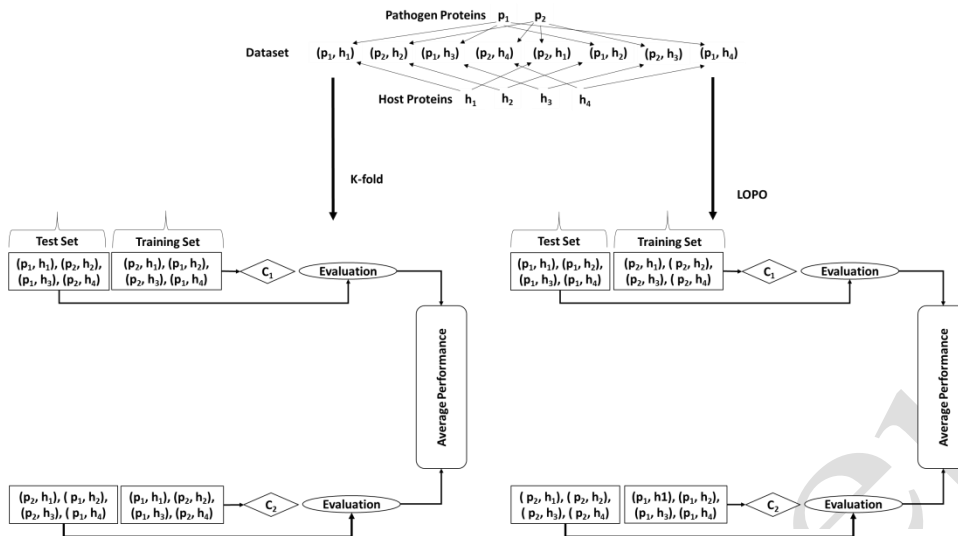 Pathogen Proteins p₁ p₂
Dataset (p₁, h₁) (p₂, h₂) (p₁, h₃) (p₂, h₄) (p₂, h₁) (p₁, h₂) (p₂, h₃) (p₁, h₄)
Host Proteins h₁ h₂ h₃ h₄
K-fold
LOPO
Test Set Training Set
(p₁, h₁), (p₂, h₂),
(p₁, h₃), (p₂, h₄)
(p₂, h₁), (p₁, h₂),
(p₂, h₃), (p₁, h₄)
C₁
Evaluation
Average Performance
(p₂, h₁), ( p₁, h₂),
(p₂, h₃), ( p₁, h₄)
(p₁, h₁), (p₂, h₂),
(p₁, h₃), (p₂, h₄)
C₂
Evaluation
Test Set Training Set
(p₁, h₁), (p₁, h₂),
(p₁, h₃), (p₁, h₄)
(p₂, h₁), ( p₂, h₂),
(p₂, h₃), ( p₂, h₄)
C₁
Evaluation
Average Performance
( p₂, h₁), ( p₂, h₂),
( p₂, h₃), ( p₂, h₄)
(p₁, h1), (p₁, h₂),
(p₁, h₃), (p₁, h₄)
C₂
Evaluation